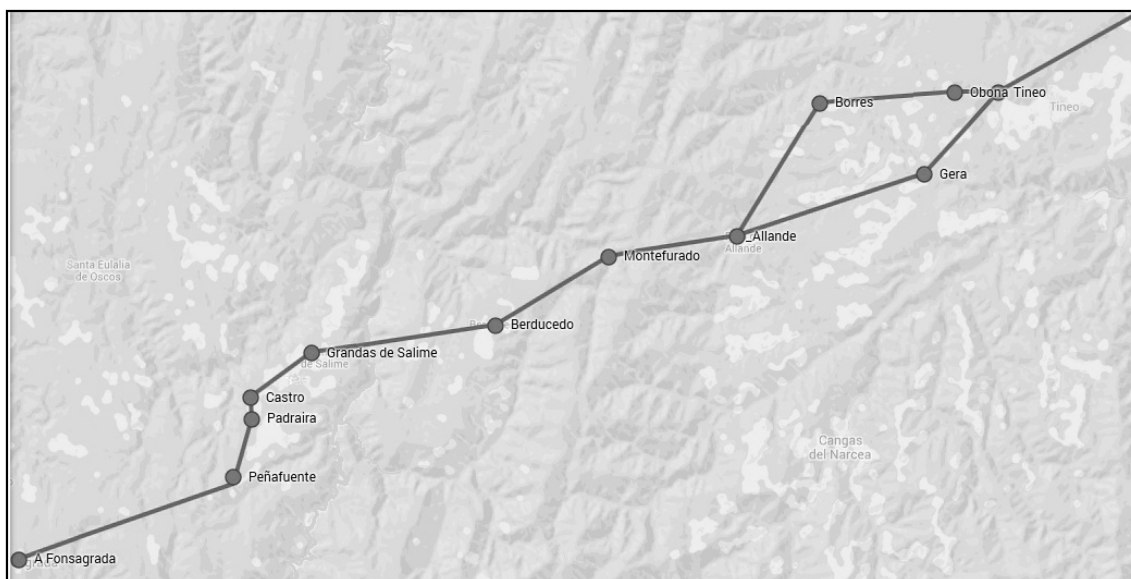 Borres
Obona
Tineo
Tineo
Gera
_Allande
Allande
Montefurado
Santa Eulalia
de Oscos
Berducedo
Grandas de Salime
de Salime
Castro
Padraira
Cangas
del Narcea
Peñafuente
A Fonsagrada